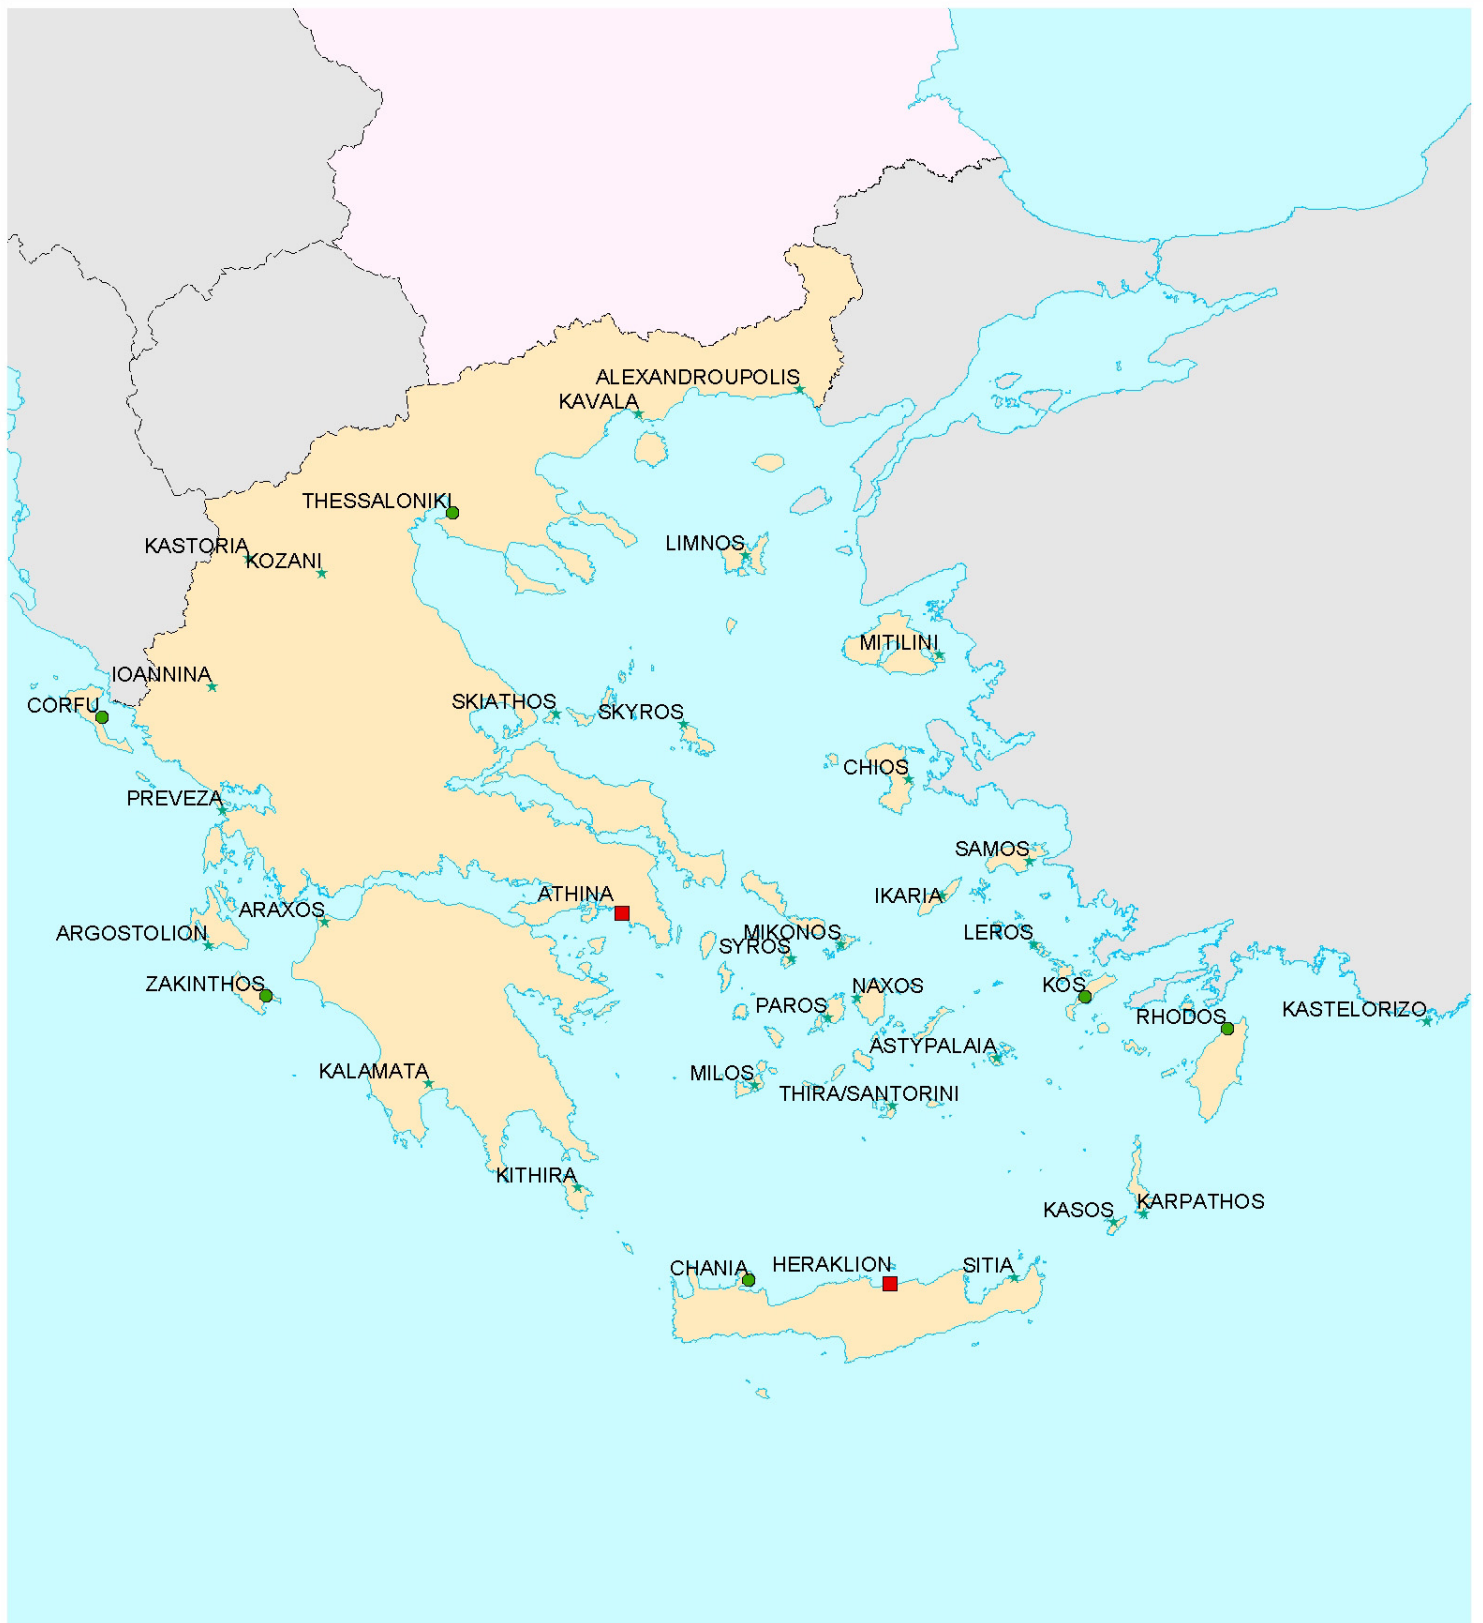 ALEXANDROUPOLIS
KAVALA
THESSALONIKI
KASTORIA
KOZANI
LIMNOS
MITILINI
IOANNINA
CORFU
SKIATHOS
SKYROS
CHIOS
PREVEZA
SAMOS
ATHINA
IKARIA
ARAXOS
ARGOSTOLION
MIKONOS
SYROS
LEROS
ZAKINTHOS
NAXOS
KOS
PAROS
RHODOS
KASTELORIZO
ASTYPALAIA
KALAMATA
MILOS
THIRA/SANTORINI
KITHIRA
KASOS
KARPATHOS
CHANIA
HERAKLION
SITIA